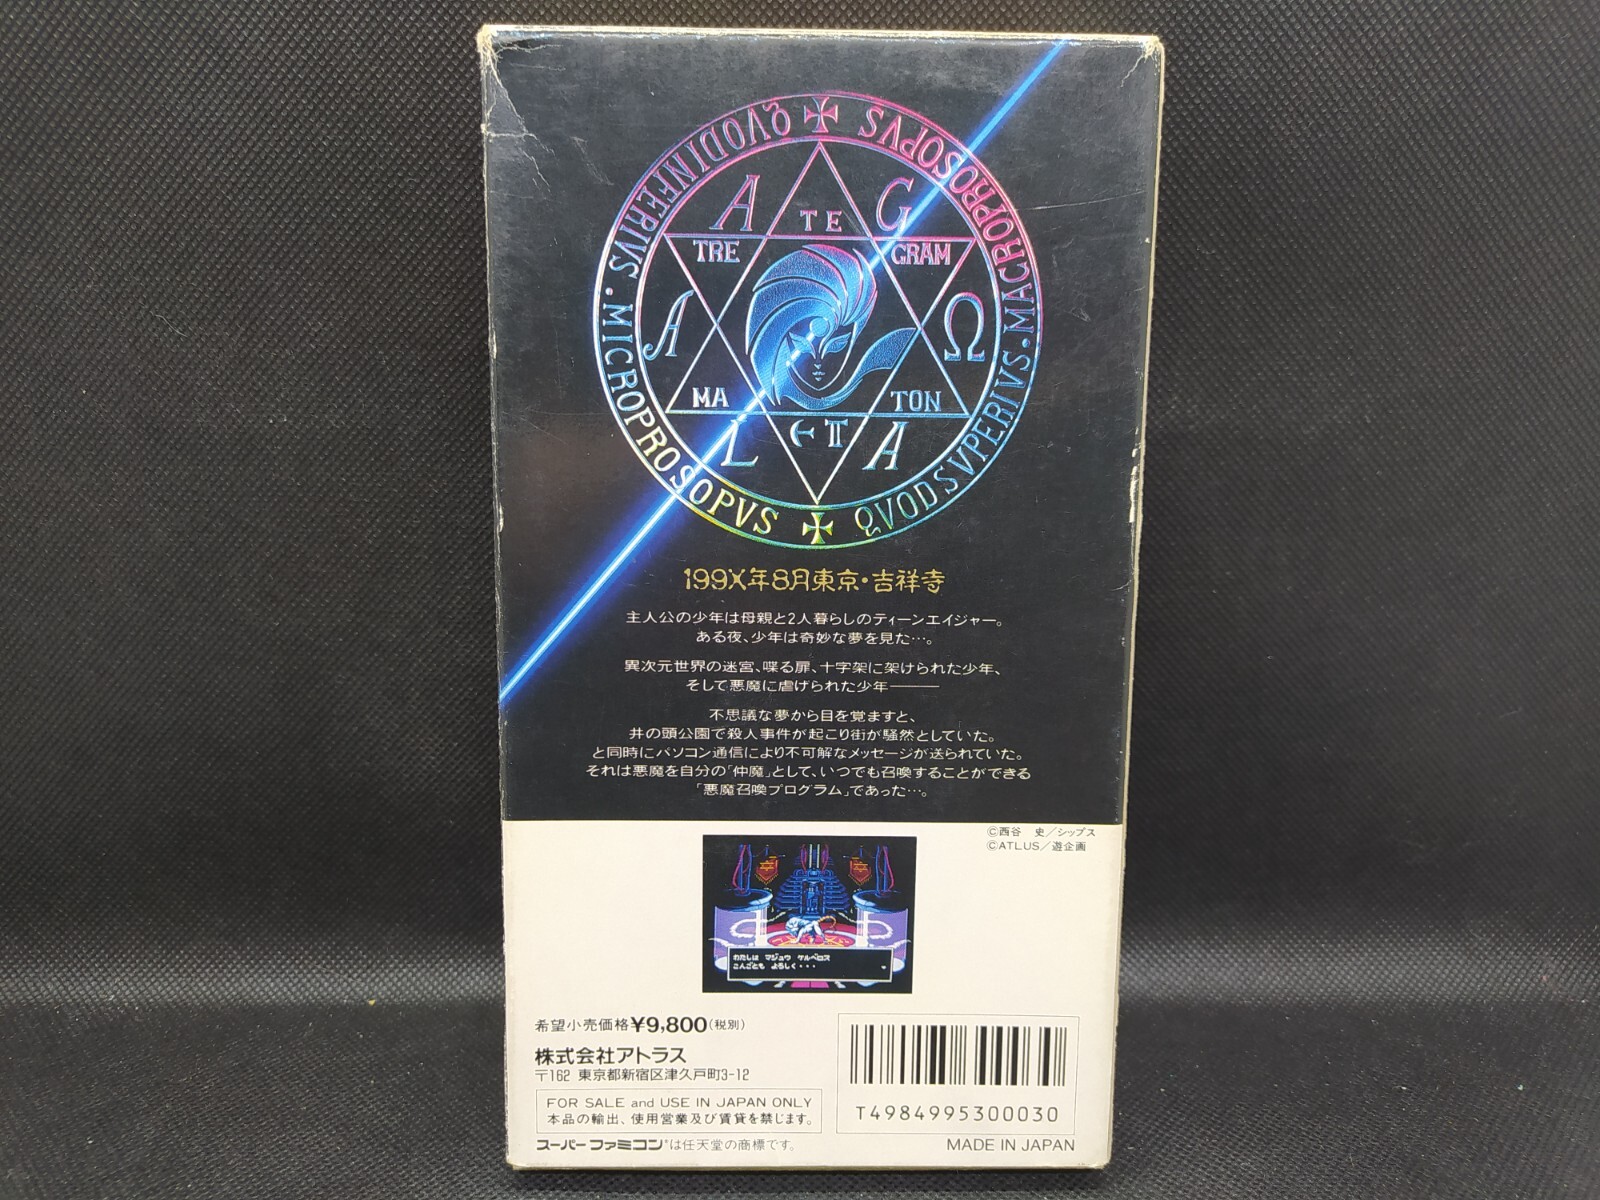 ✠ MACROPROSOPVS
QVODINFERIVS · MICROPROSOPVS ✠ QVODSVPERIVS · MACROPROSOPVS
A TE G
TRE GRAM
A Ω
MA TON
L A
199X年8月東京・吉祥寺
主人公の少年は母親と2人暮らしのティーンエイジャー。
ある夜、少年は奇妙な夢を見た…。
異次元世界の迷宮、喋る扉、十字架に架けられた少年、
そして悪魔に虐げられた少年───
不思議な夢から目を覚ますと、
井の頭公園で殺人事件が起こり街が騒然としていた。
と同時にパソコン通信により不可解なメッセージが送られていた。
それは悪魔を自分の「仲魔」として、いつでも召喚することができる
「悪魔召喚プログラム」であった…。
©西谷 史/シップス
©ATLUS/遊企画
わたしは マジュウ ケルベロス
こんごとも よろしく・・・
希望小売価格¥9,800(税別)
株式会社アトラス
〒162 東京都新宿区津久戸町3-12
FOR SALE and USE IN JAPAN ONLY
本品の輸出、使用営業及び賃貸を禁じます。
スーパーファミコン®は任天堂の商標です。
T4984995300030
MADE IN JAPAN